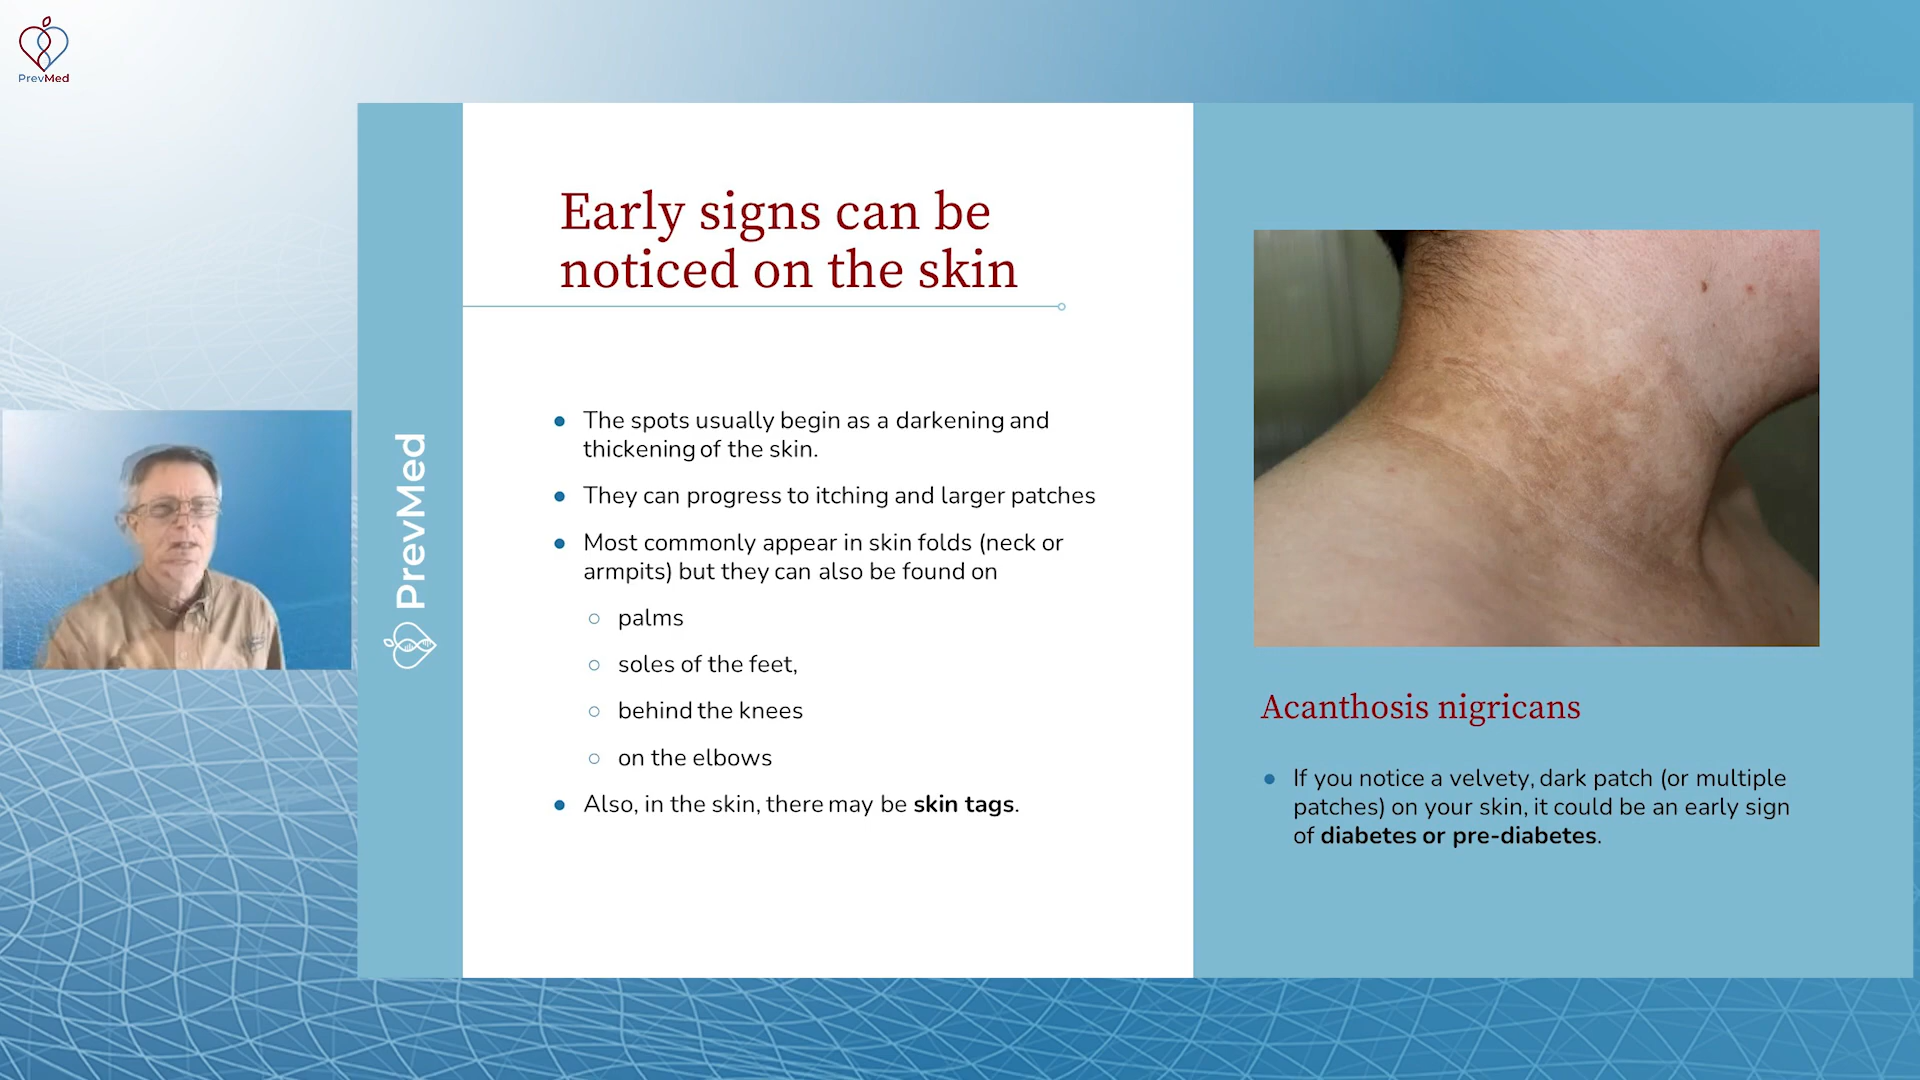 PrevMed
PrevMed
Early signs can be
noticed on the skin
The spots usually begin as a darkening and
thickening of the skin.
They can progress to itching and larger patches
Most commonly appear in skin folds (neck or
armpits) but they can also be found on
palms
soles of the feet,
behind the knees
on the elbows
Also, in the skin, there may be skin tags.
Acanthosis nigricans
If you notice a velvety, dark patch (or multiple
patches) on your skin, it could be an early sign
of diabetes or pre-diabetes.